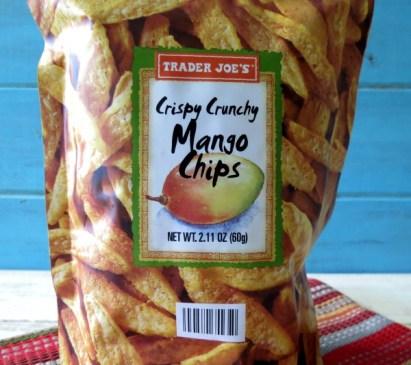 TRADER JOE'S
Crispy Crunchy
Mango
Chips
NET WT. 2.11 OZ (60g)